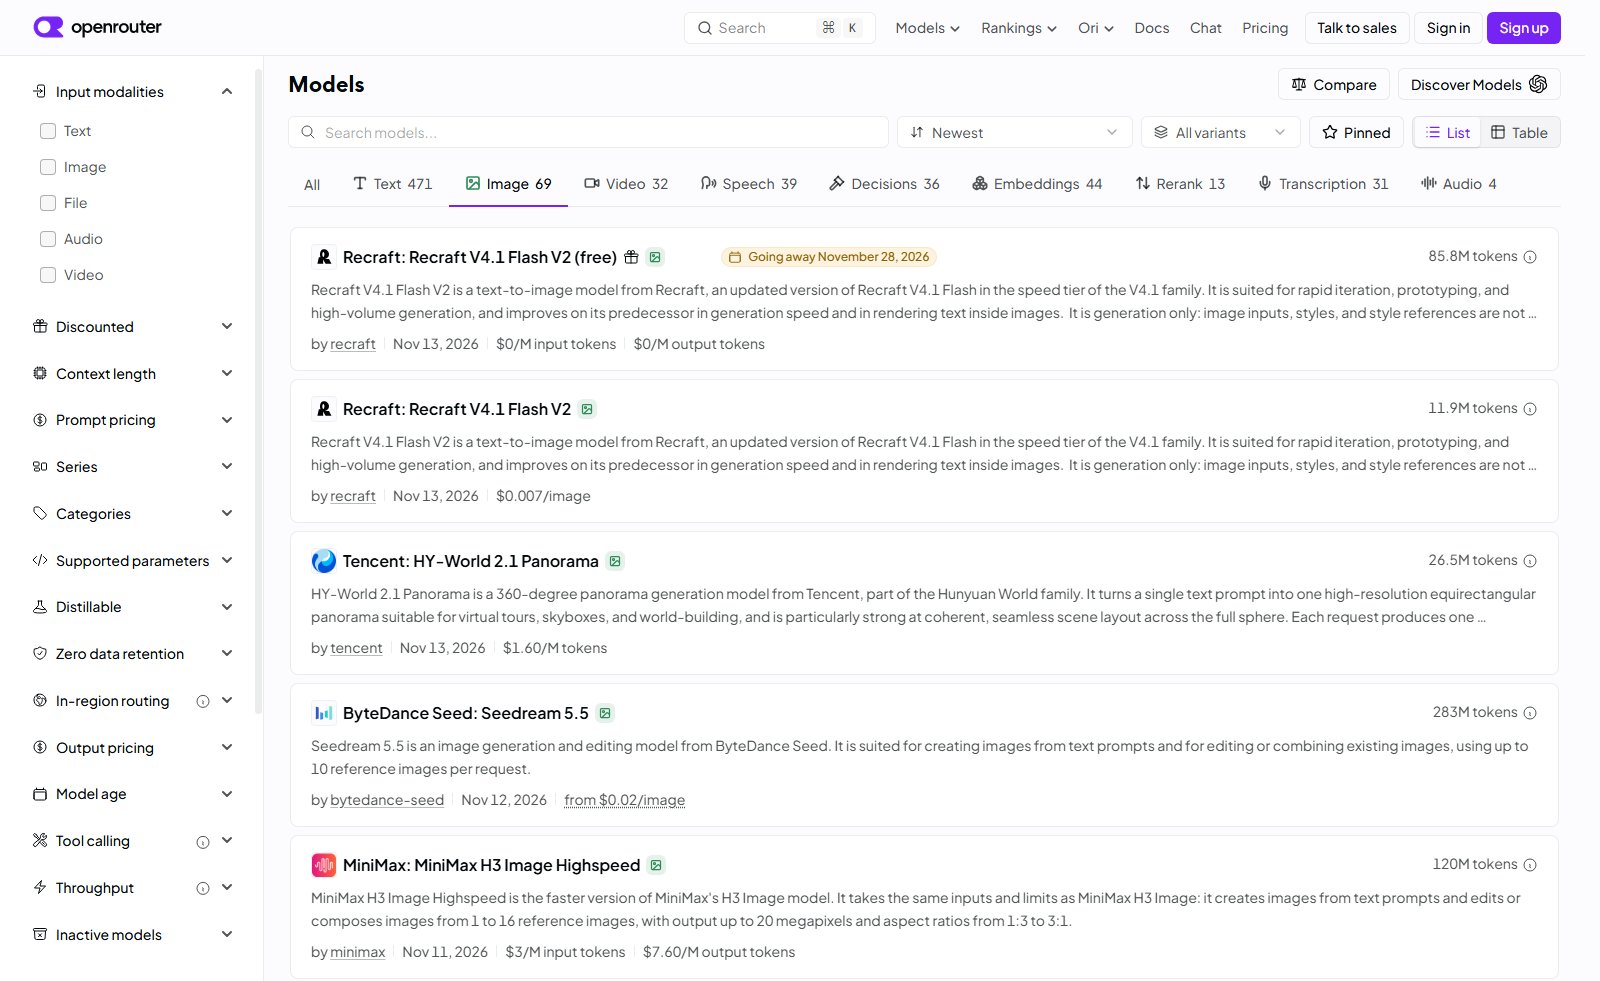 openrouter
Search ⌘ K
Models
Rankings
Ori
Docs
Chat
Pricing
Talk to sales
Sign in
Sign up
Input modalities
Text
Image
File
Audio
Video
Discounted
Context length
Prompt pricing
Series
Categories
Supported parameters
Distillable
Zero data retention
In-region routing
Output pricing
Model age
Tool calling
Throughput
Inactive models
Models
Compare
Discover Models
Search models...
Newest
All variants
Pinned
List
Table
All
Text 471
Image 69
Video 32
Speech 39
Decisions 36
Embeddings 44
Rerank 13
Transcription 31
Audio 4
Recraft: Recraft V4.1 Flash V2 (free)
Going away November 28, 2026
85.8M tokens
Recraft V4.1 Flash V2 is a text-to-image model from Recraft, an updated version of Recraft V4.1 Flash in the speed tier of the V4.1 family. It is suited for rapid iteration, prototyping, and
high-volume generation, and improves on its predecessor in generation speed and in rendering text inside images. It is generation only: image inputs, styles, and style references are not ...
by recraft Nov 13, 2026 $0/M input tokens $0/M output tokens
Recraft: Recraft V4.1 Flash V2
11.9M tokens
Recraft V4.1 Flash V2 is a text-to-image model from Recraft, an updated version of Recraft V4.1 Flash in the speed tier of the V4.1 family. It is suited for rapid iteration, prototyping, and
high-volume generation, and improves on its predecessor in generation speed and in rendering text inside images. It is generation only: image inputs, styles, and style references are not ...
by recraft Nov 13, 2026 $0.007/image
Tencent: HY-World 2.1 Panorama
26.5M tokens
HY-World 2.1 Panorama is a 360-degree panorama generation model from Tencent, part of the Hunyuan World family. It turns a single text prompt into one high-resolution equirectangular
panorama suitable for virtual tours, skyboxes, and world-building, and is particularly strong at coherent, seamless scene layout across the full sphere. Each request produces one ...
by tencent Nov 13, 2026 $1.60/M tokens
ByteDance Seed: Seedream 5.5
283M tokens
Seedream 5.5 is an image generation and editing model from ByteDance Seed. It is suited for creating images from text prompts and for editing or combining existing images, using up to
10 reference images per request.
by bytedance-seed Nov 12, 2026 from $0.02/image
MiniMax: MiniMax H3 Image Highspeed
120M tokens
MiniMax H3 Image Highspeed is the faster version of MiniMax's H3 Image model. It takes the same inputs and limits as MiniMax H3 Image: it creates images from text prompts and edits or
composes images from 1 to 16 reference images, with output up to 20 megapixels and aspect ratios from 1:3 to 3:1.
by minimax Nov 11, 2026 $3/M input tokens $7.60/M output tokens